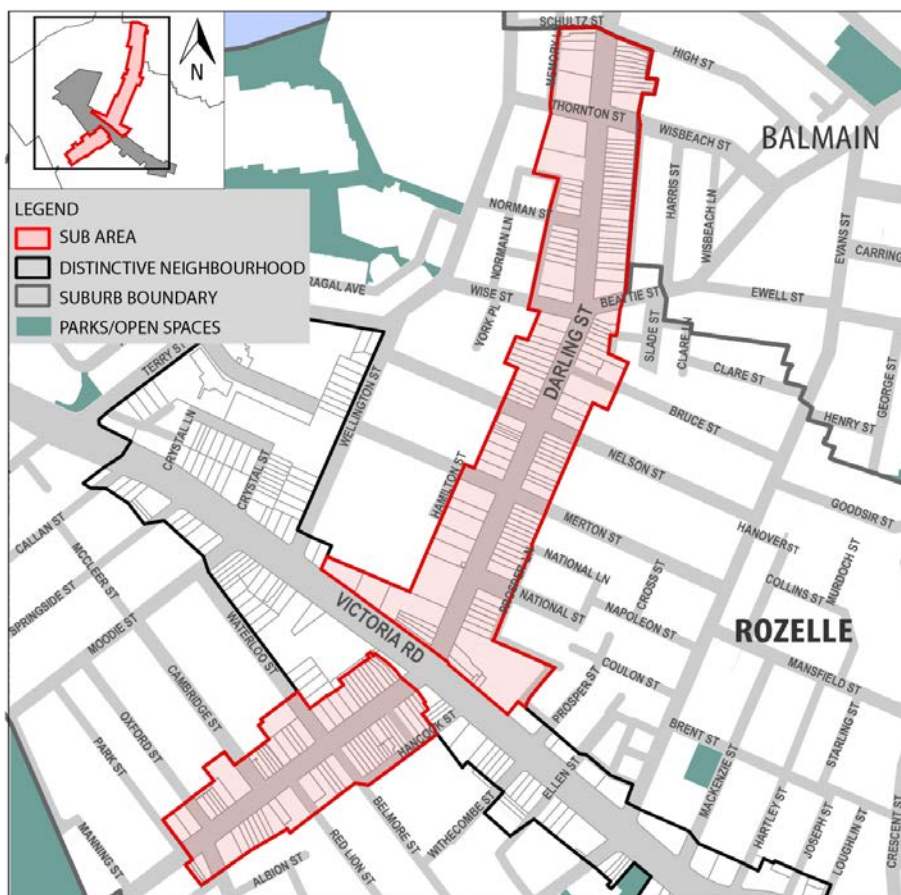 SCHULTZ ST
HIGH ST
MEMORY L
THORNTON ST
WISBEACH ST
BALMAIN
N
LEGEND
SUB AREA
DISTINCTIVE NEIGHBOURHOOD
SUBURB BOUNDARY
PARKS/OPEN SPACES
NORMAN ST
NORMAN LN
HARRIS ST
WISBEACH LN
EVANS ST
CARRING
RAGAL AVE
WISE ST
YORK PL
BEATTIE ST
EWELL ST
SLADE ST
CLARE LN
CLARE ST
GEORGE ST
HENRY ST
TERRY ST
WELLINGTON ST
DARLING ST
BRUCE ST
CRYSTAL LN
CRYSTAL ST
HAMILTON ST
NELSON ST
GOODSIR ST
MERTON ST
HANOVER ST
CALLAN ST
MCCLEER ST
SPRINGSIDE ST
MOODIE ST
NATIONAL LN
CROSS ST
COLLINS ST
MURDOCH ST
PROSPER LN
NATIONAL ST
NAPOLEON ST
ROZELLE
VICTORIA RD
WATERLOO ST
CAMBRIDGE ST
COULON ST
MANSFIELD ST
OXFORD ST
PARK ST
PROSPER ST
HANCOCK ST
BRENT ST
STARLING ST
MACKENZIE ST
ELLEN ST
MANNING ST
ALBION ST
RED LION ST
BELMORE ST
WITHECOMBE ST
HARTLEY ST
JOSEPH ST
LOUGHLIN ST
CRESCENT ST